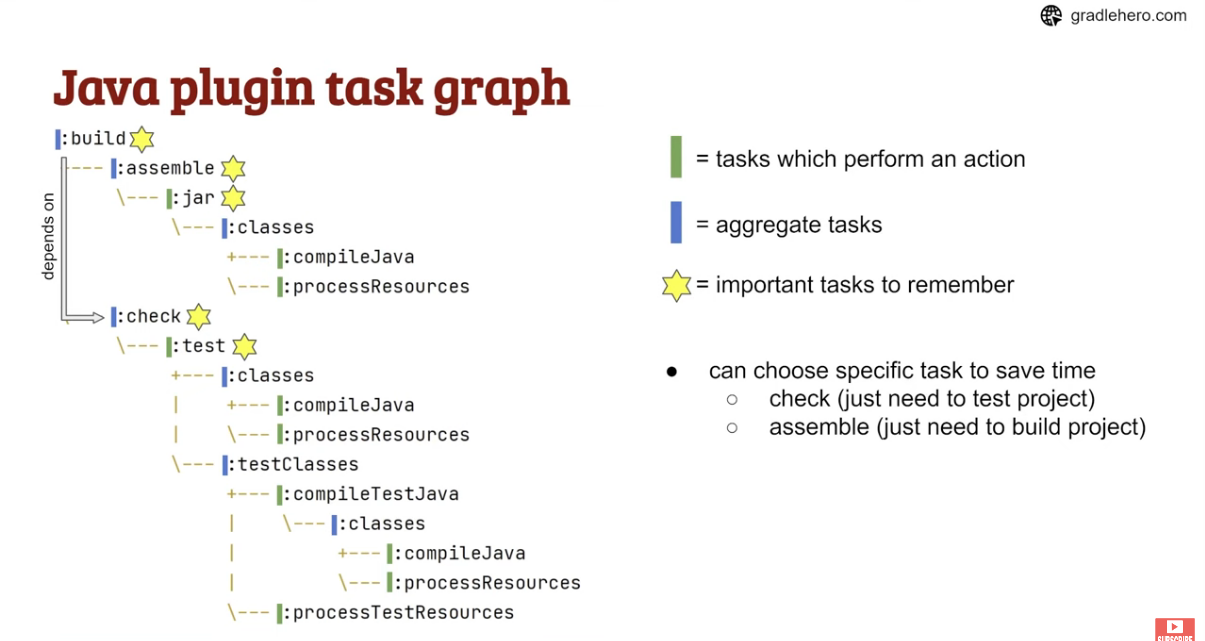 gradlehero.com
Java plugin task graph
:build
+--- :assemble
\--- :jar
\--- :classes
+--- :compileJava
\--- :processResources
depends on
\--- :check
\--- :test
+--- :classes
| +--- :compileJava
| \--- :processResources
\--- :testClasses
+--- :compileTestJava
| \--- :classes
| +--- :compileJava
| \--- :processResources
\--- :processTestResources
= tasks which perform an action
= aggregate tasks
= important tasks to remember
● can choose specific task to save time
○ check (just need to test project)
○ assemble (just need to build project)
SUBSCRIBE